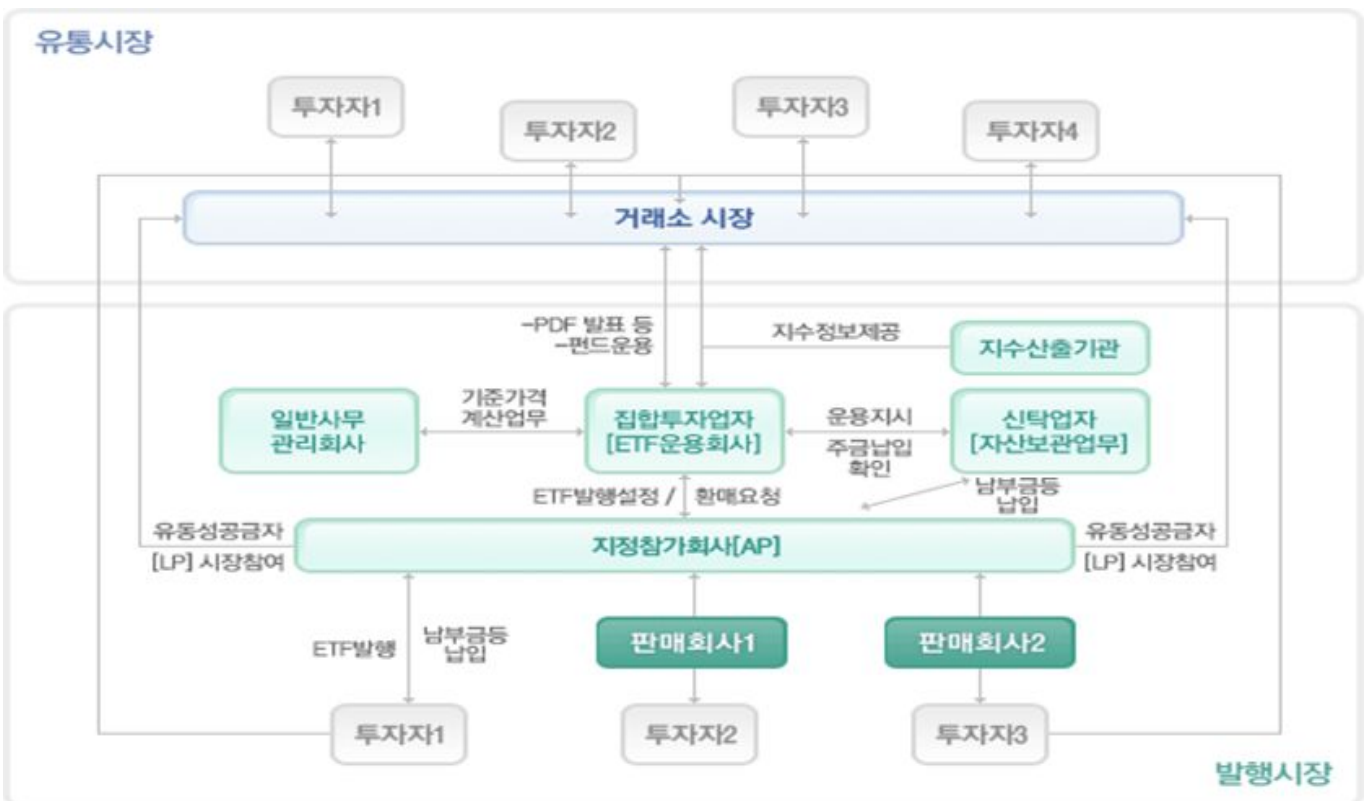 유통시장
투자자1
투자자2
투자자3
투자자4
거래소 시장
-PDF 발표 등
-펀드운용
지수정보제공
지수산출기관
일반사무
관리회사
기준가격
계산업무
집합투자업자
[ETF운용회사]
운용지시
주금납입
확인
신탁업자
[자산보관업무]
ETF발행설정 / 환매요청
남부금등
납입
유동성공급자
[LP] 시장참여
지정참가회사[AP]
유동성공급자
[LP] 시장참여
ETF발행
남부금등
납입
판매회사1
판매회사2
투자자1
투자자2
투자자3
발행시장